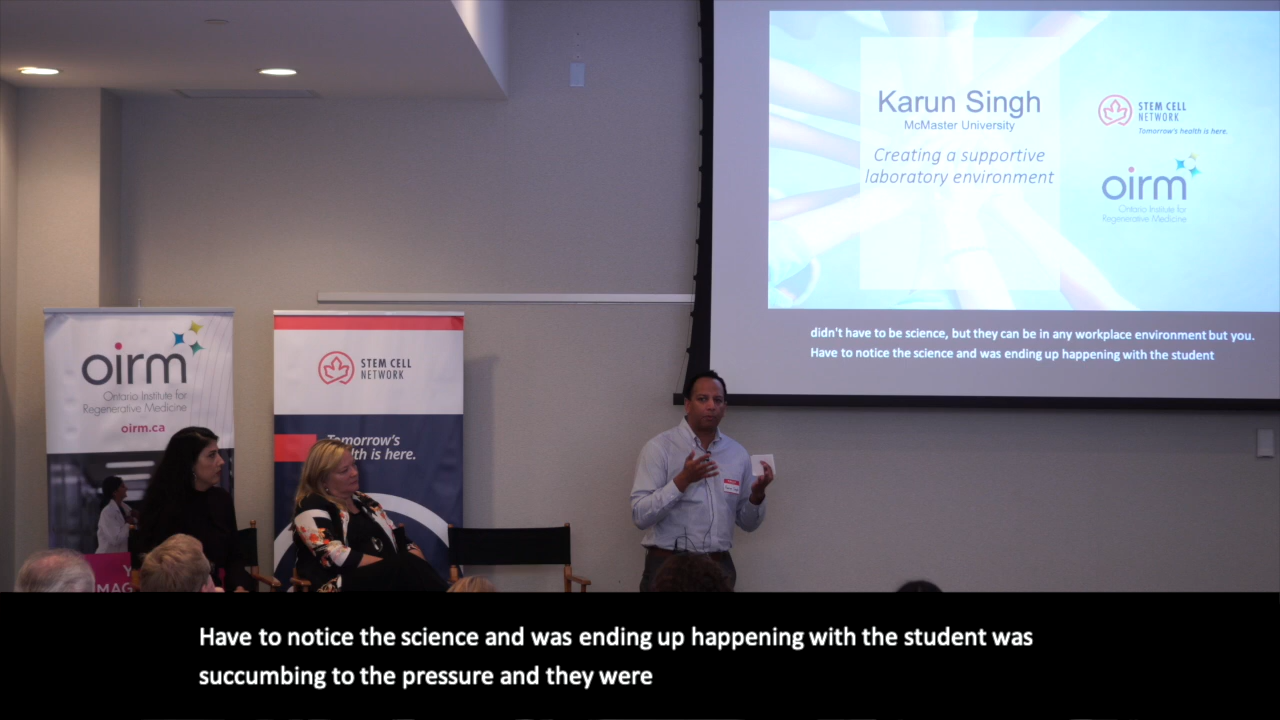 Karun Singh
McMaster University
Creating a supportive
laboratory environment
STEM CELL
NETWORK
Tomorrow's health is here.
oirm
Ontario Institute for
Regenerative Medicine
didn't have to be science, but they can be in any workplace environment but you.
Have to notice the science and was ending up happening with the student
oirm
Ontario Institute for
Regenerative Medicine
oirm.ca
STEM CELL
NETWORK
Tomorrow's
is here.
Have to notice the science and was ending up happening with the student was
succumbing to the pressure and they were